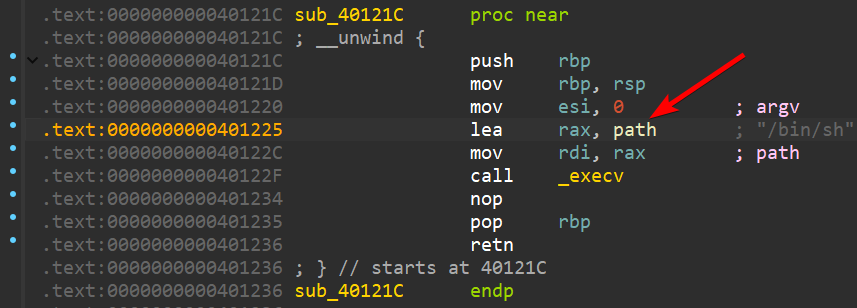 .text:000000000040121C sub_40121C proc near
.text:000000000040121C ; __unwind {
.text:000000000040121C push rbp
.text:000000000040121D mov rbp, rsp
.text:0000000000401220 mov esi, 0 ; argv
.text:0000000000401225 lea rax, path ; "/bin/sh"
.text:000000000040122C mov rdi, rax ; path
.text:000000000040122F call _execv
.text:0000000000401234 nop
.text:0000000000401235 pop rbp
.text:0000000000401236 retn
.text:0000000000401236 ; } // starts at 40121C
.text:0000000000401236 sub_40121C endp